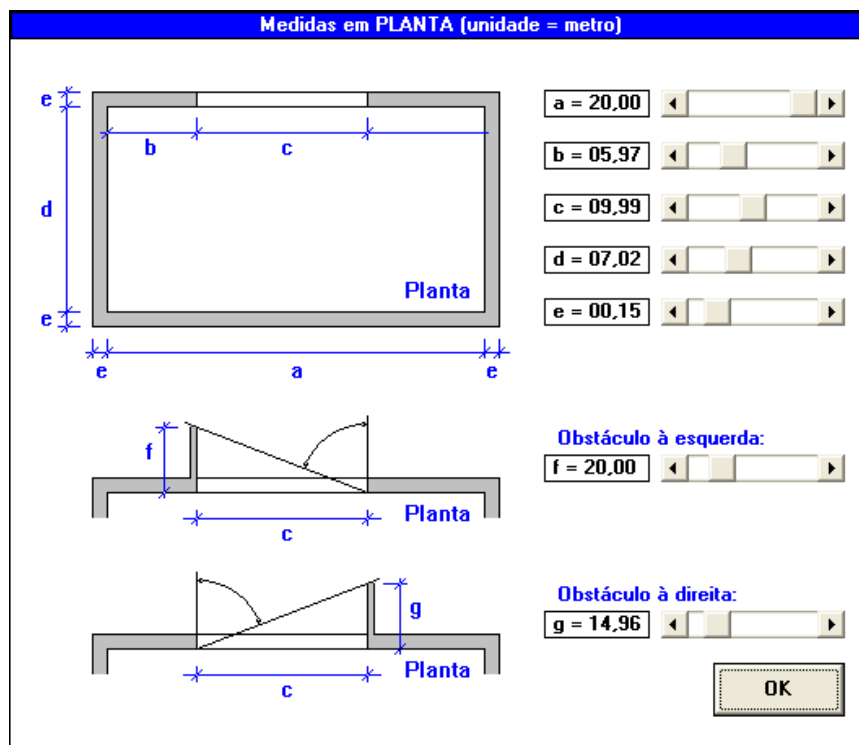 Medidas em PLANTA (unidade = metro)
e
b
c
d
Planta
e
e
a
e
a = 20,00
b = 05,97
c = 09,99
d = 07,02
e = 00,15
f
Planta
c
Obstáculo à esquerda:
f = 20,00
g
Planta
c
Obstáculo à direita:
g = 14,96
OK